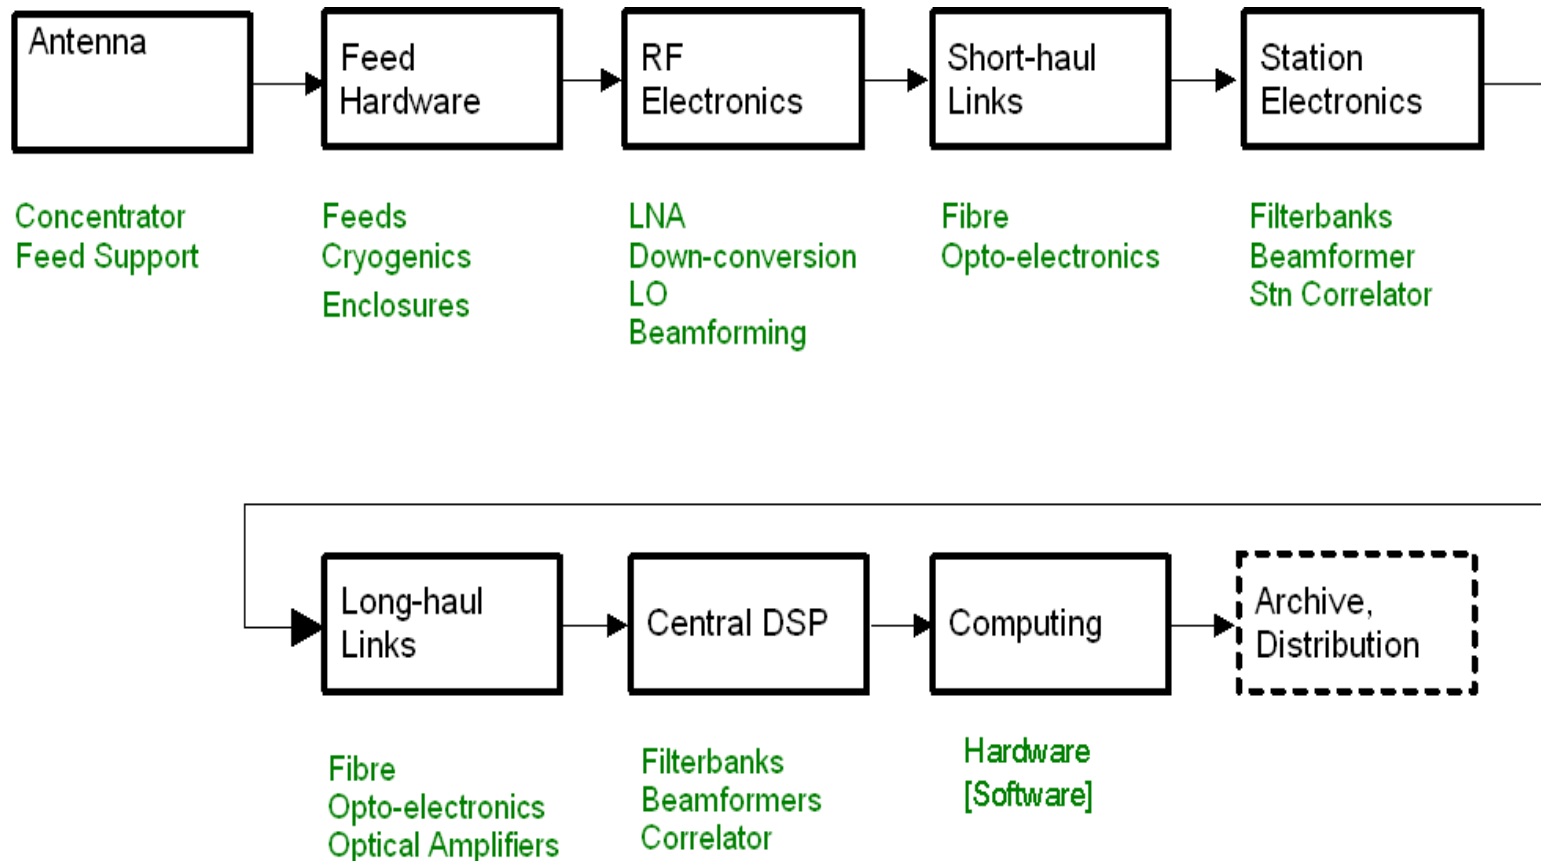 Antenna
Feed
Hardware
RF
Electronics
Short-haul
Links
Station
Electronics
Concentrator
Feed Support
Feeds
Cryogenics
Enclosures
LNA
Down-conversion
LO
Beamforming
Fibre
Opto-electronics
Filterbanks
Beamformer
Stn Correlator
Long-haul
Links
Central DSP
Computing
Archive,
Distribution
Fibre
Opto-electronics
Optical Amplifiers
Filterbanks
Beamformers
Correlator
Hardware
[Software]